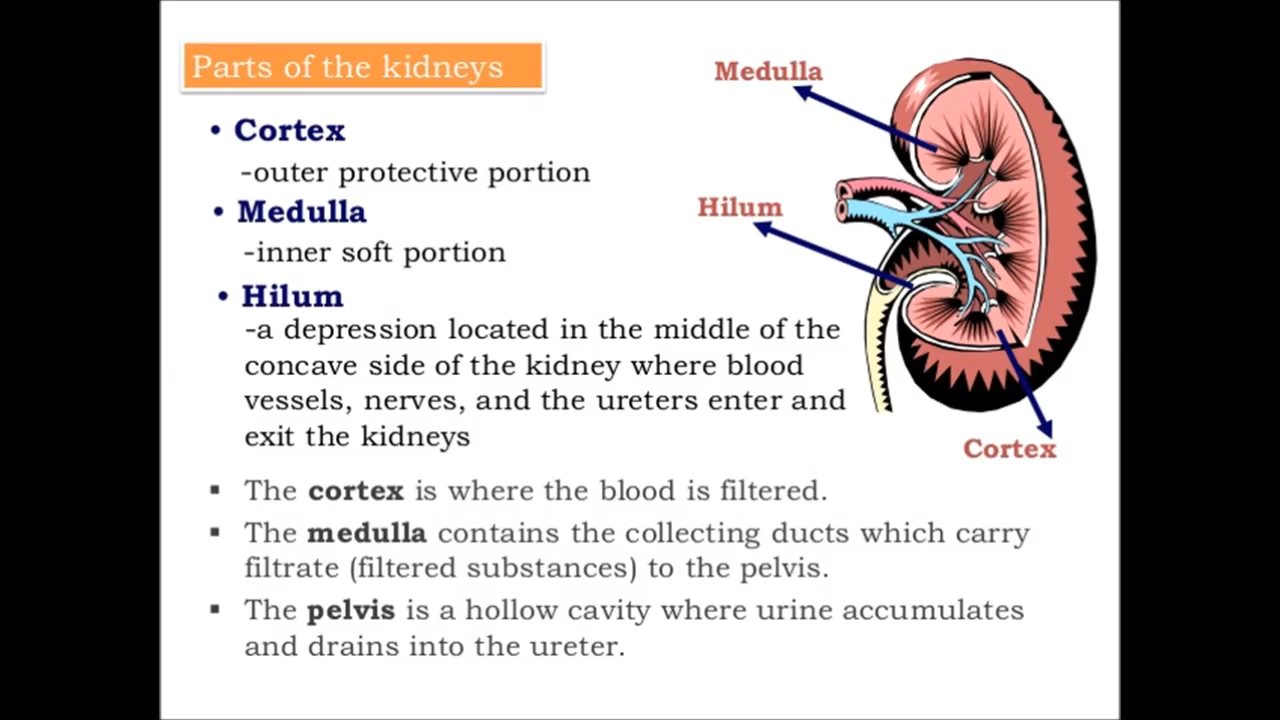 Parts of the kidneys
• Cortex
-outer protective portion
• Medulla
-inner soft portion
• Hilum
-a depression located in the middle of the
concave side of the kidney where blood
vessels, nerves, and the ureters enter and
exit the kidneys
▪ The cortex is where the blood is filtered.
▪ The medulla contains the collecting ducts which carry
filtrate (filtered substances) to the pelvis.
▪ The pelvis is a hollow cavity where urine accumulates
and drains into the ureter.
Medulla
Hilum
Cortex